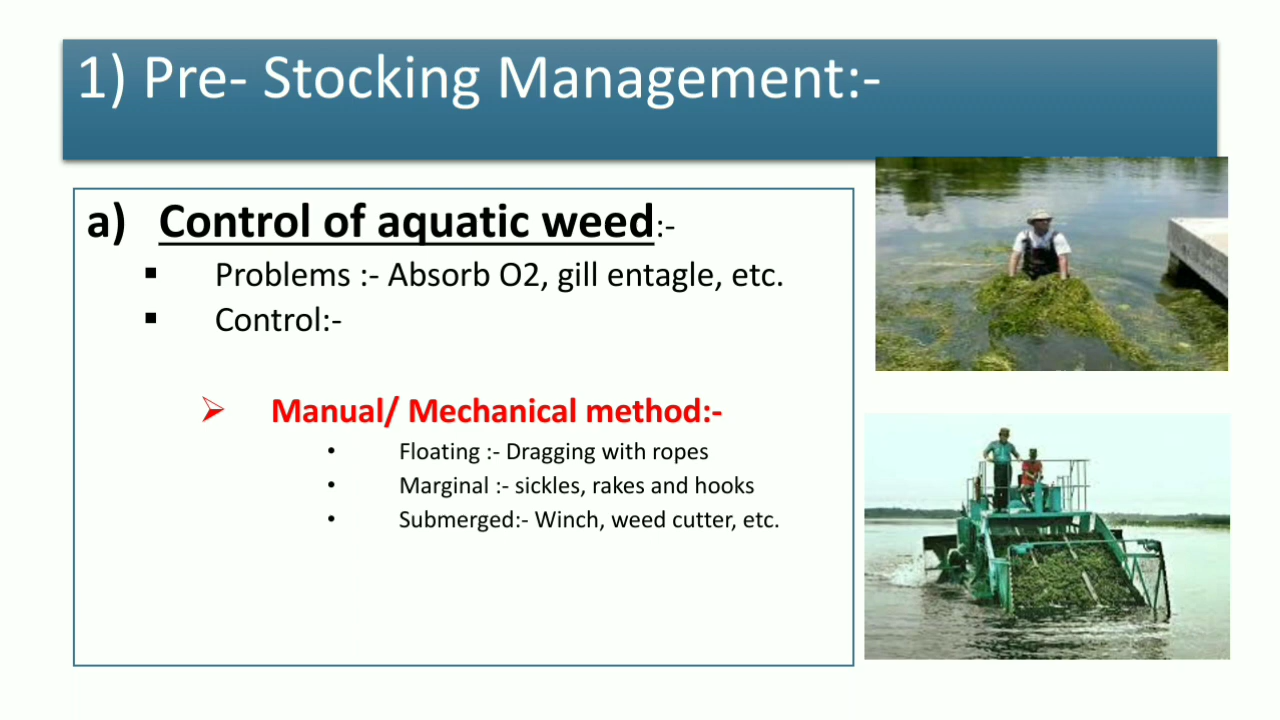 1) Pre- Stocking Management:-
a) Control of aquatic weed:-
▪ Problems :- Absorb O2, gill entagle, etc.
▪ Control:-
➢ Manual/ Mechanical method:-
• Floating :- Dragging with ropes
• Marginal :- sickles, rakes and hooks
• Submerged:- Winch, weed cutter, etc.